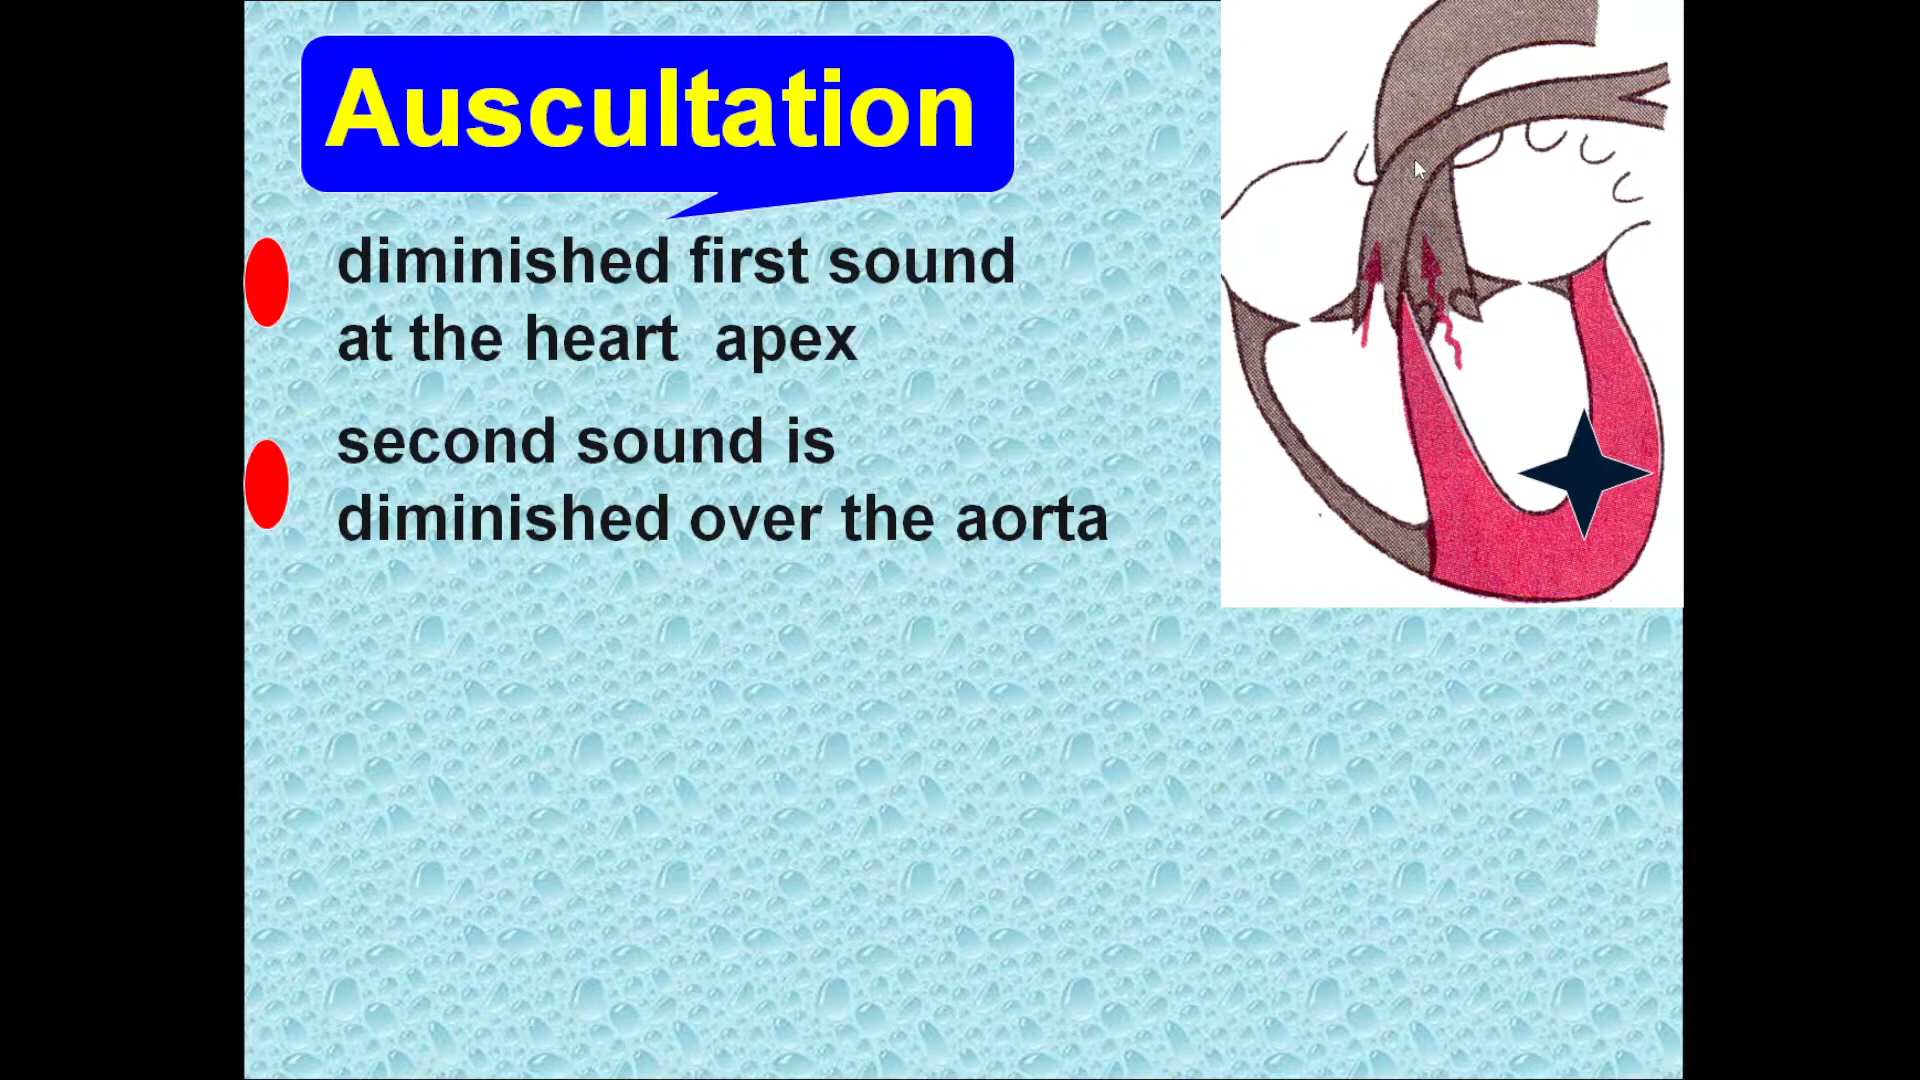 Auscultation
diminished first sound
at the heart apex
second sound is
diminished over the aorta